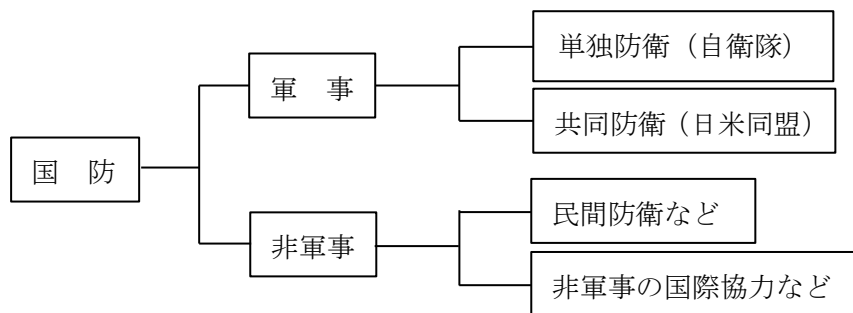 単独防衛（自衛隊）
軍　事
共同防衛（日米同盟）
国　防
民間防衛など
非軍事
非軍事の国際協力など